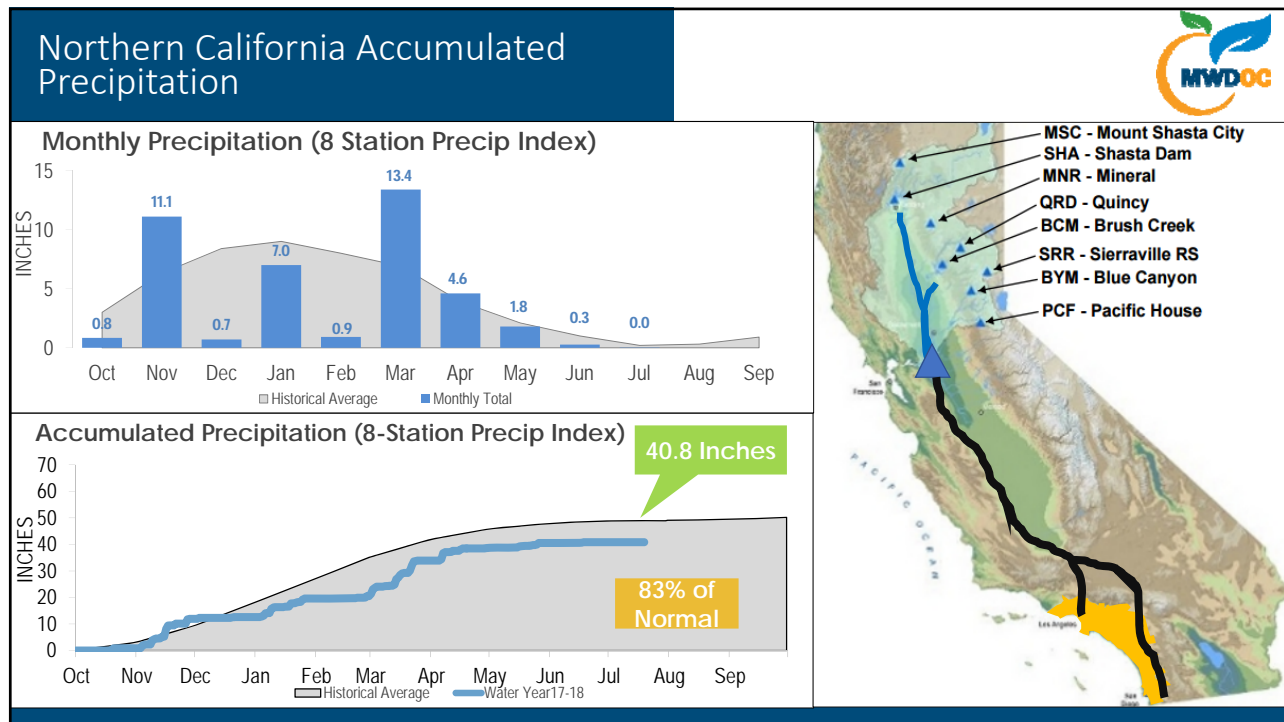 Northern California Accumulated
Precipitation
MWDOC
Monthly Precipitation (8 Station Precip Index)
15
10
5
0
INCHES
0.8
11.1
0.7
7.0
0.9
13.4
4.6
1.8
0.3
0.0
Oct Nov Dec Jan Feb Mar Apr May Jun Jul Aug Sep
Historical Average Monthly Total
Accumulated Precipitation (8-Station Precip Index)
40.8 Inches
70
60
50
40
30
20
10
0
INCHES
83% of
Normal
Oct Nov Dec Jan Feb Mar Apr May Jun Jul Aug Sep
Historical Average Water Year17-18
MSC - Mount Shasta City
SHA - Shasta Dam
MNR - Mineral
QRD - Quincy
BCM - Brush Creek
SRR - Sierraville RS
BYM - Blue Canyon
PCF - Pacific House
San
Francisco
PACIFIC OCEAN
Los Angeles
San
Diego